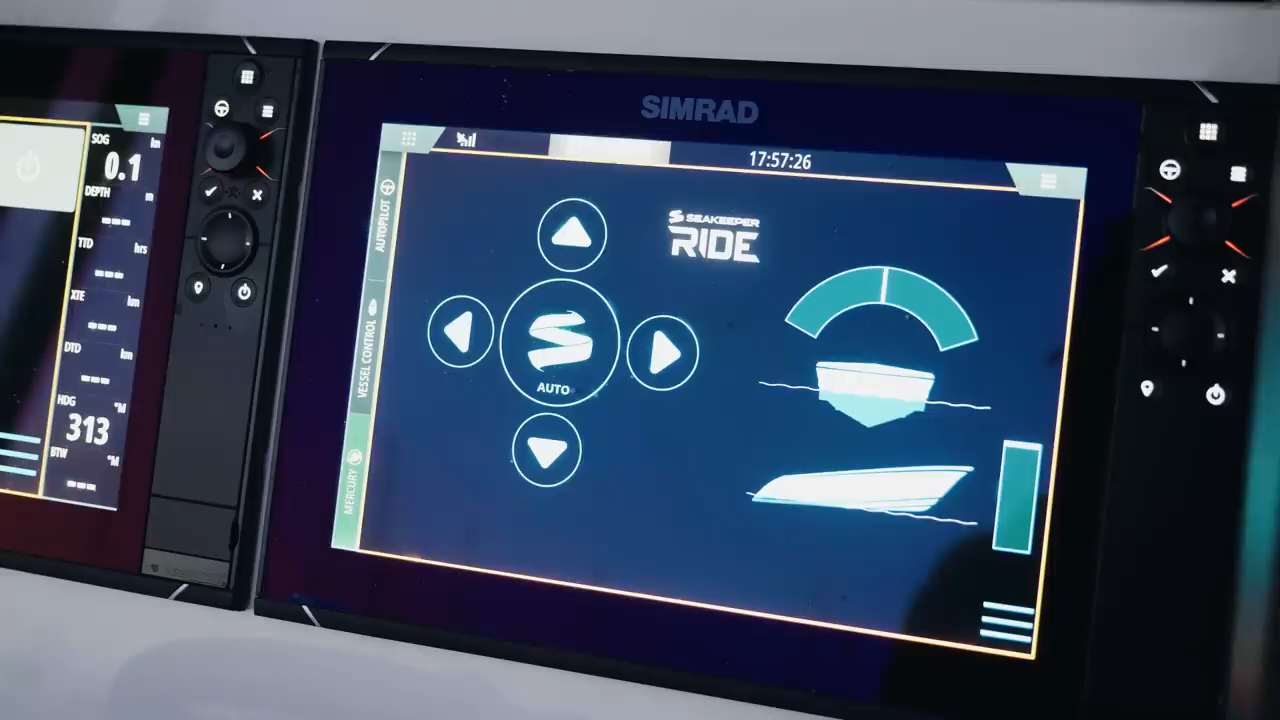 SOG
kn
0.1
DEPTH
m
---
TTD
hrs
---
XTE
km
---
DTD
km
---
HDG
°M
313
BTW
°M
---
SIMRAD
17:57:26
AUTOPILOT
VESSEL CONTROL
MERCURY
SEAKEEPER
RIDE
AUTO